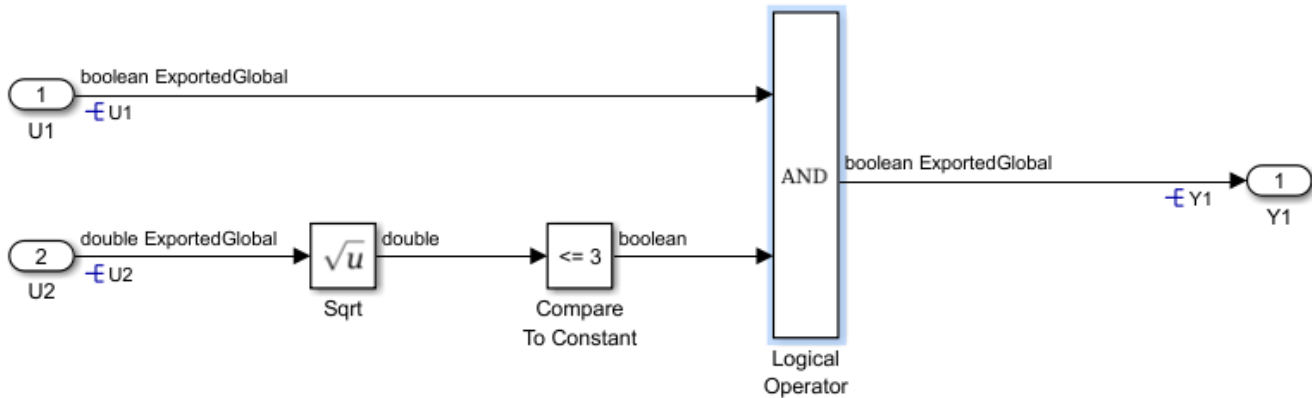 boolean ExportedGlobal
1
U1
U1
double ExportedGlobal
2
U2
U2
√u
double
Sqrt
<= 3
boolean
Compare
To Constant
AND
Logical
Operator
boolean ExportedGlobal
Y1
1
Y1